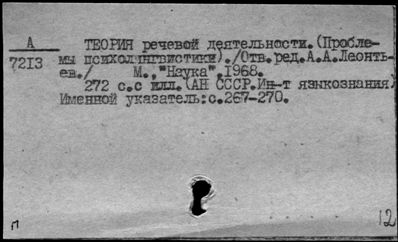 А ТЕОРИЯ речевой деятельности.(Пробле-
7213 мы психолингвистики)./Отв.ред.А.А.Леонть-
ев./ М.,"Наука".1968.
272 с.с илл.(АН СССР.Ин-т языкознания)
Именной указатель:с.267-270.
п 12